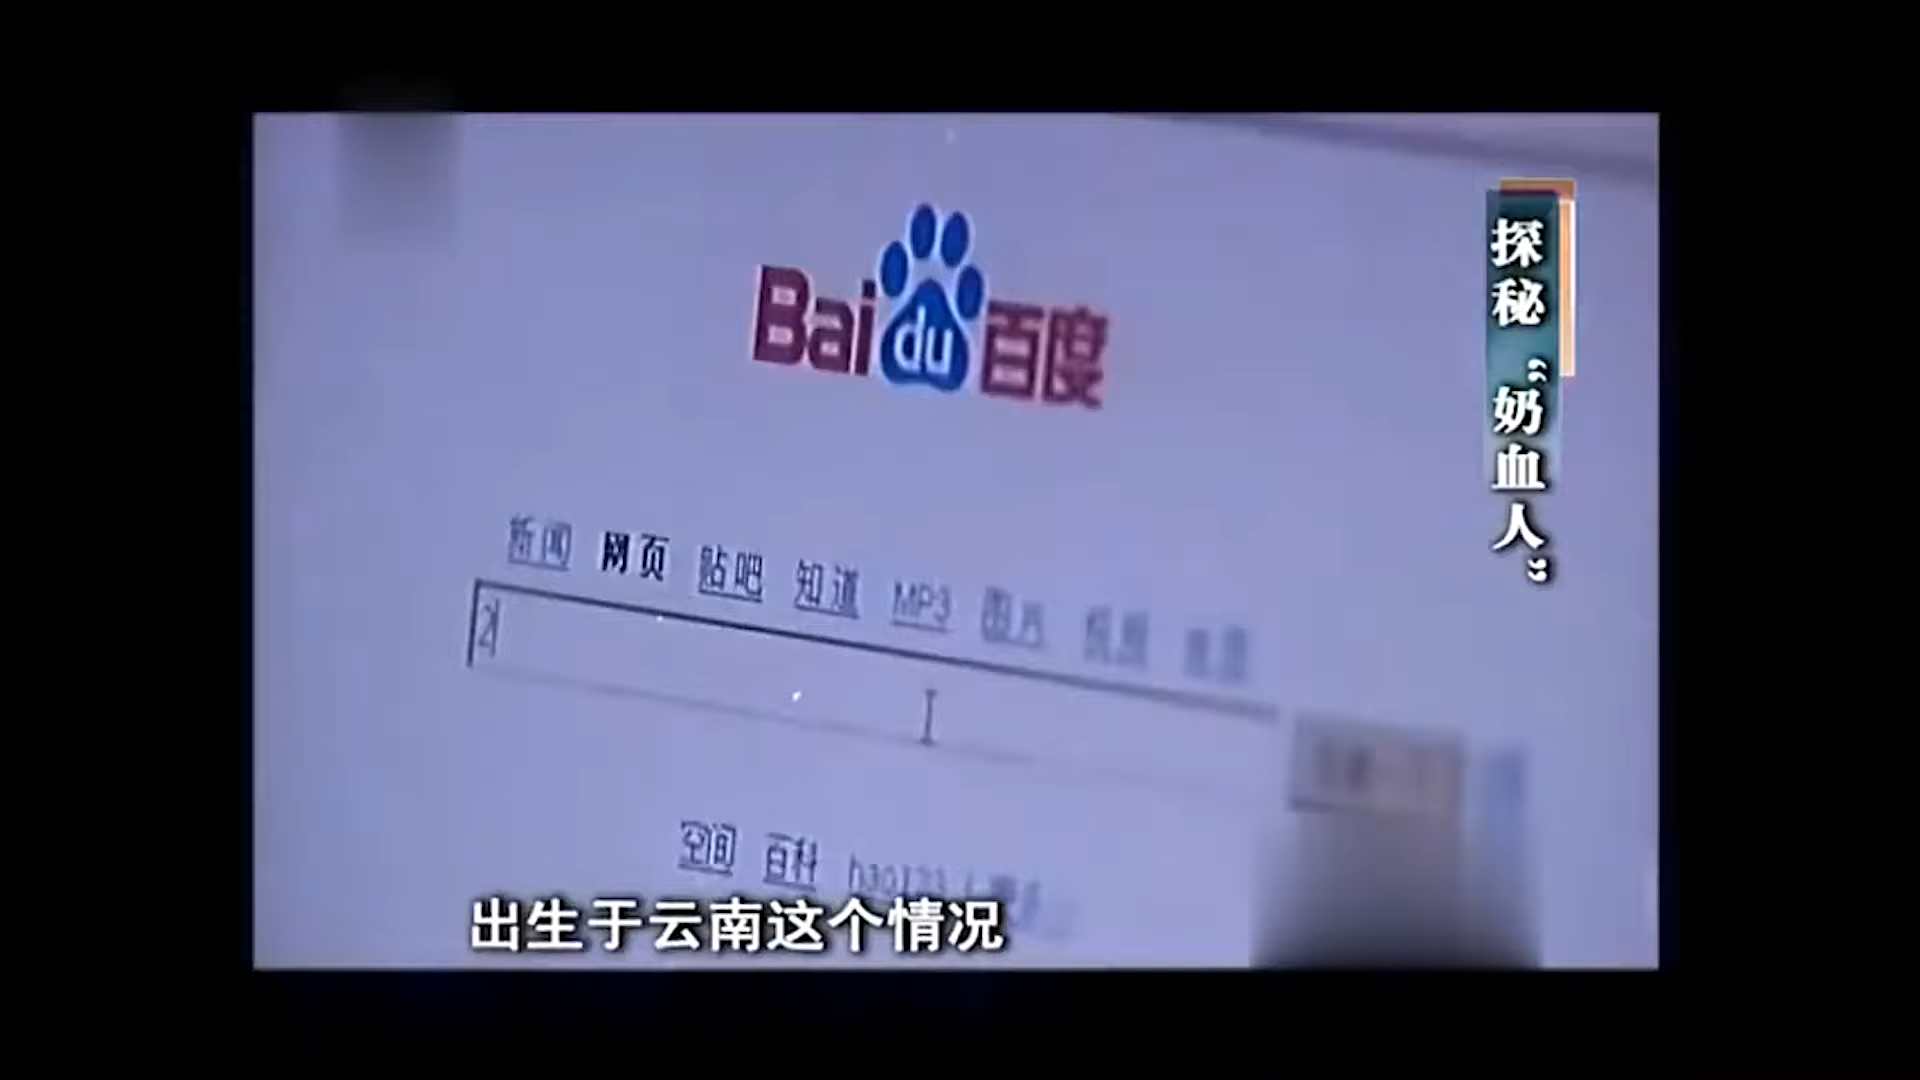 Baidu百度
探秘“奶血人”
新闻 网页 贴吧 知道 MP3 图片 视频
2
空间 百科 hao123
出生于云南这个情况